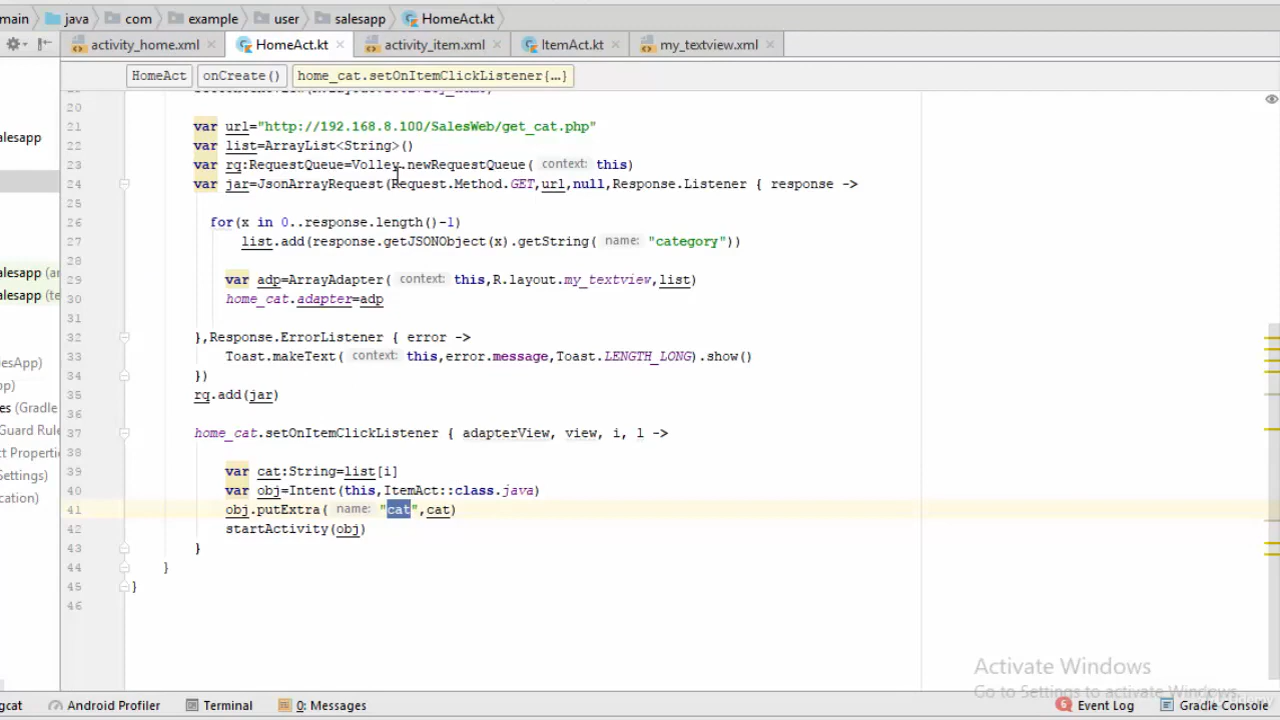 main java com example user salesapp HomeAct.kt
activity_home.xml HomeAct.kt activity_item.xml ItemAct.kt my_textview.xml
HomeAct onCreate() home_cat.setOnItemClickListener{...}
20
21 var url="http://192.168.8.100/SalesWeb/get_cat.php"
salesapp
22 var list=ArrayList<String>()
23 var rq:RequestQueue=Volley.newRequestQueue( context: this)
24 var jar=JsonArrayRequest(Request.Method.GET,url,null,Response.Listener { response ->
25
26 for(x in 0..response.length()-1)
27 list.add(response.getJSONObject(x).getString( name: "category"))
28
salesapp (ar
29 var adp=ArrayAdapter( context: this,R.layout.my_textview,list)
salesapp (te
30 home_cat.adapter=adp
32 },Response.ErrorListener { error ->
33 Toast.makeText( context: this,error.message,Toast.LENGTH_LONG).show()
esApp)
34 })
pp)
35 rq.add(jar)
es (Gradle
36
Guard Rule
37 home_cat.setOnItemClickListener { adapterView, view, i, l ->
ct Properti
38
39 var cat:String=list[i]
Settings)
40 var obj=Intent(this,ItemAct::class.java)
cation)
41 obj.putExtra( name: "cat",cat)
42 startActivity(obj)
43 }
44 }
45 }
46
Activate Windows
Go to Settings to activate Windows.
gcat Android Profiler Terminal 0: Messages 6 Event Log Gradle Console